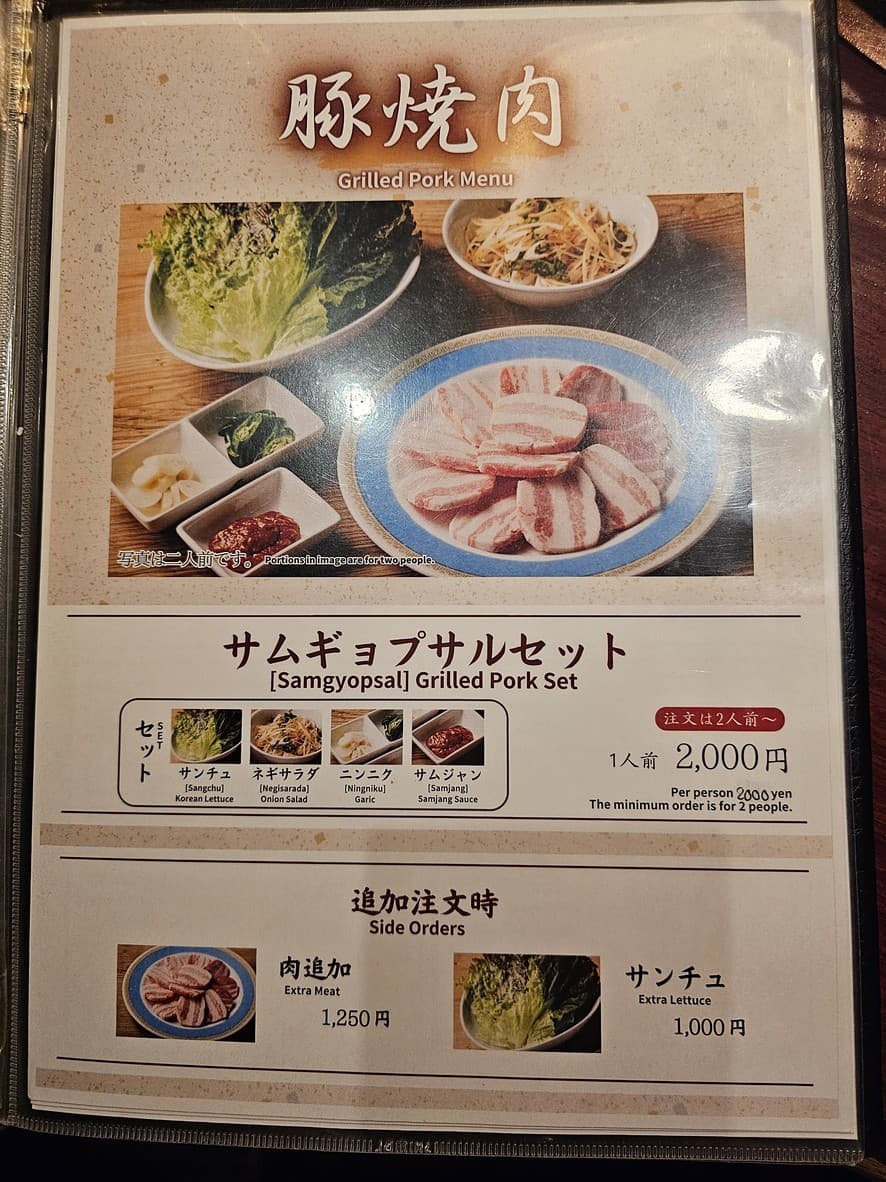 豚焼肉
Grilled Pork Menu
写真は二人前です。 Portions in image are for two people.
サムギョプサルセット
[Samgyopsal] Grilled Pork Set
セット
SET
サンチュ
[Sangchu]
Korean Lettuce
ネギサラダ
[Negisarada]
Onion Salad
ニンニク
[Ningniku]
Garic
サムジャン
[Samjang]
Samjang Sauce
注文は2人前～
1人前 2,000円
Per person 2000 yen
The minimum order is for 2 people.
追加注文時
Side Orders
肉追加
Extra Meat
1,250円
サンチュ
Extra Lettuce
1,000円